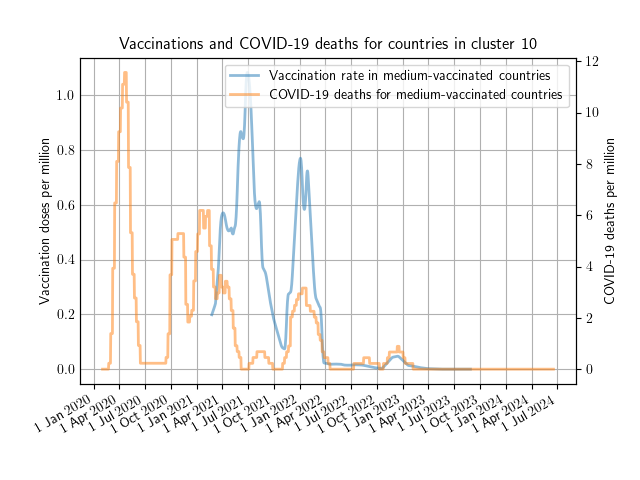 Vaccinations and COVID-19 deaths for countries in cluster 10
Vaccination rate in medium-vaccinated countries
COVID-19 deaths for medium-vaccinated countries
Vaccination doses per million
1.0
0.8
0.6
0.4
0.2
0.0
12
10
8
6
4
2
0
COVID-19 deaths per million
1 Jan 2020
1 Apr 2020
1 Jul 2020
1 Oct 2020
1 Jan 2021
1 Apr 2021
1 Jul 2021
1 Oct 2021
1 Jan 2022
1 Apr 2022
1 Jul 2022
1 Oct 2022
1 Jan 2023
1 Apr 2023
1 Jul 2023
1 Oct 2023
1 Jan 2024
1 Apr 2024
1 Jul 2024